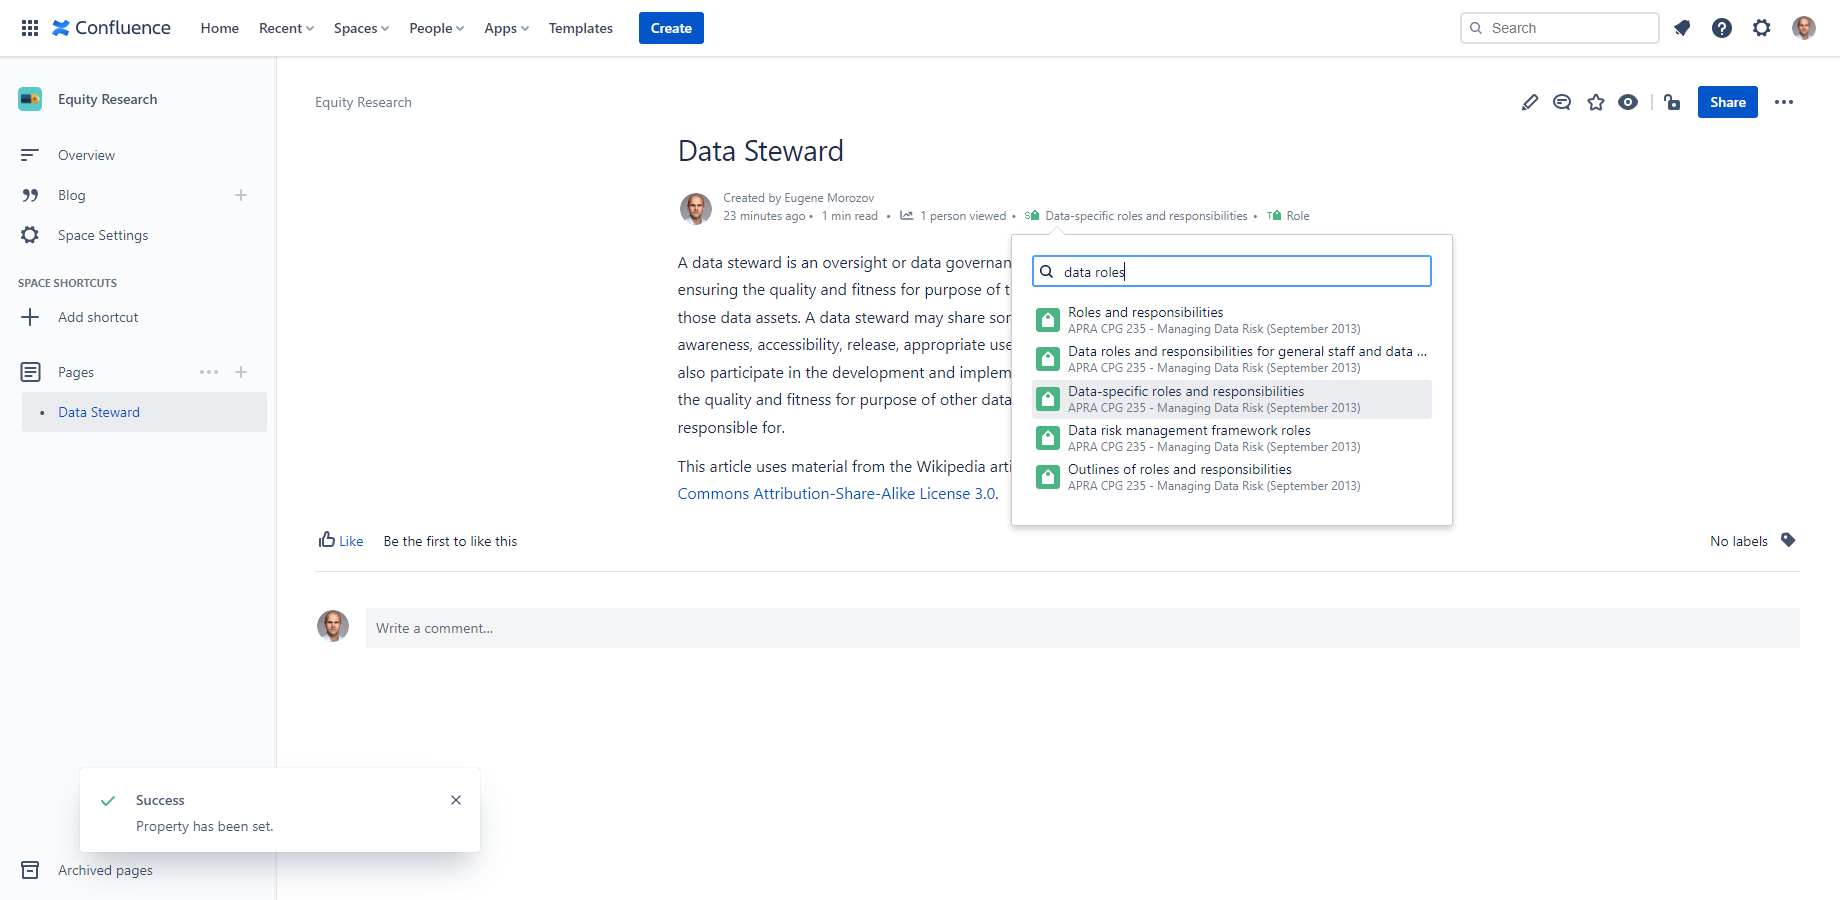 Confluence
Home
Recent
Spaces
People
Apps
Templates
Create
Search
Equity Research
Overview
Blog
Space Settings
SPACE SHORTCUTS
Add shortcut
Pages
Data Steward
Archived pages
Equity Research
Share
Data Steward
Created by Eugene Morozov
23 minutes ago • 1 min read • 1 person viewed • S Data-specific roles and responsibilities • T Role
A data steward is an oversight or data governan
ensuring the quality and fitness for purpose of t
those data assets. A data steward may share sor
awareness, accessibility, release, appropriate use
also participate in the development and implem
the quality and fitness for purpose of other data
responsible for.
This article uses material from the Wikipedia arti
Commons Attribution-Share-Alike License 3.0.
data roles
Roles and responsibilities
APRA CPG 235 - Managing Data Risk (September 2013)
Data roles and responsibilities for general staff and data ...
APRA CPG 235 - Managing Data Risk (September 2013)
Data-specific roles and responsibilities
APRA CPG 235 - Managing Data Risk (September 2013)
Data risk management framework roles
APRA CPG 235 - Managing Data Risk (September 2013)
Outlines of roles and responsibilities
APRA CPG 235 - Managing Data Risk (September 2013)
Like
Be the first to like this
No labels
Write a comment...
Success
Property has been set.